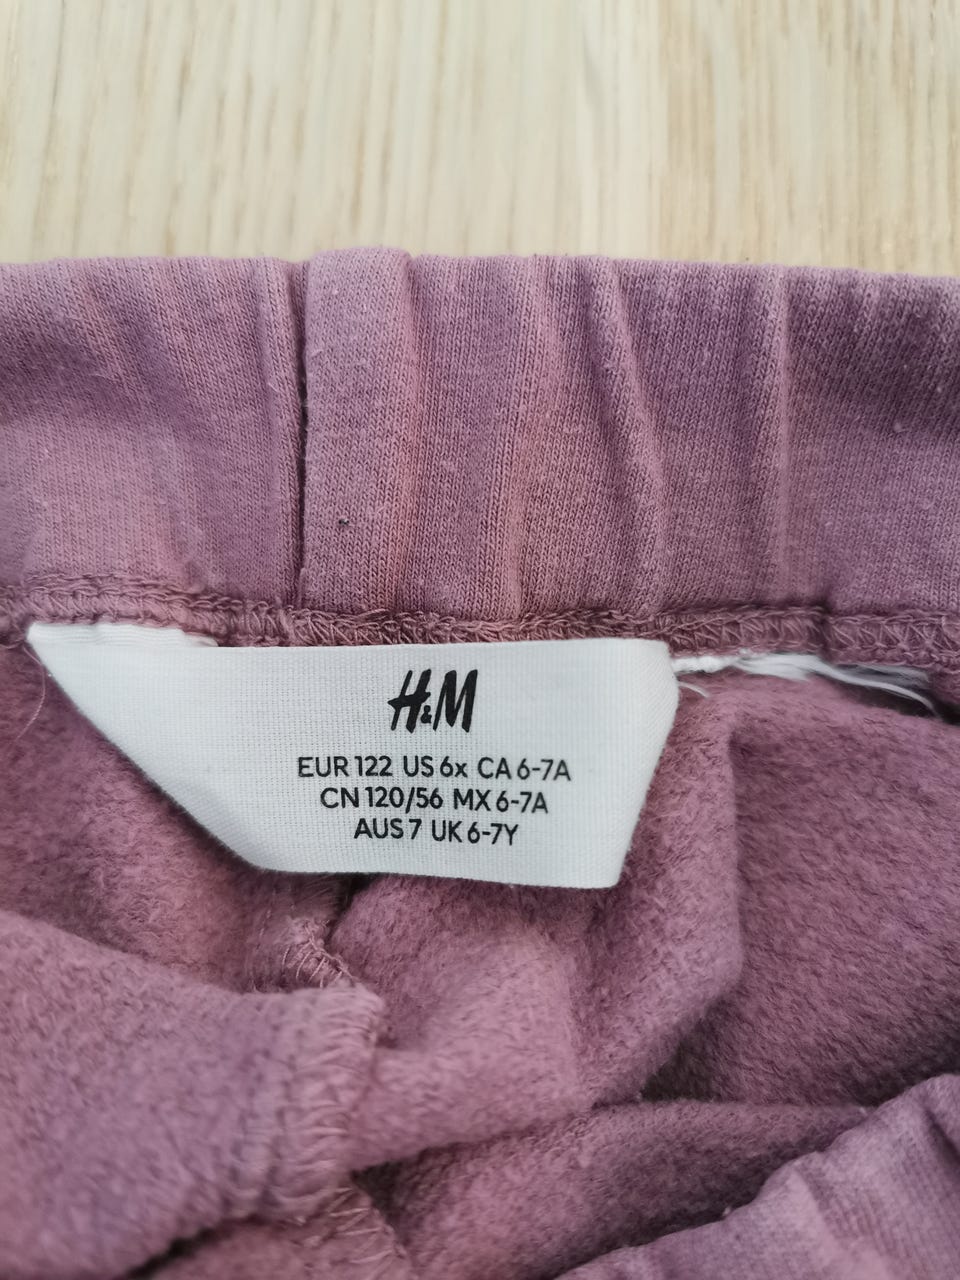 H&M
EUR 122 US 6x CA 6-7A
CN 120/56 MX 6-7A
AUS 7 UK 6-7Y